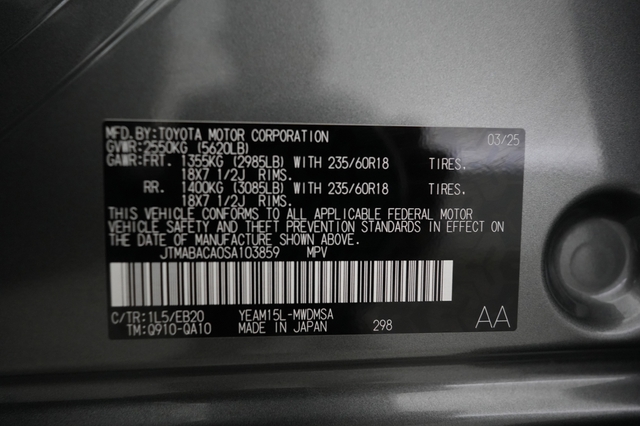 MFD.BY:TOYOTA MOTOR CORPORATION 03/25
GVWR:2550KG (5620LB)
GAWR:FRT. 1355KG (2985LB) WITH 235/60R18 TIRES.
18X7 1/2J RIMS.
RR. 1400KG (3085LB) WITH 235/60R18 TIRES.
18X7 1/2J RIMS.
THIS VEHICLE CONFORMS TO ALL APPLICABLE FEDERAL MOTOR
VEHICLE SAFETY AND THEFT PREVENTION STANDARDS IN EFFECT ON
THE DATE OF MANUFACTURE SHOWN ABOVE.
JTMABACA0SA103859 MPV
C/TR:1L5/EB20 YEAM15L-MWDMSA
TM:Q910-QA10 MADE IN JAPAN 298 AA